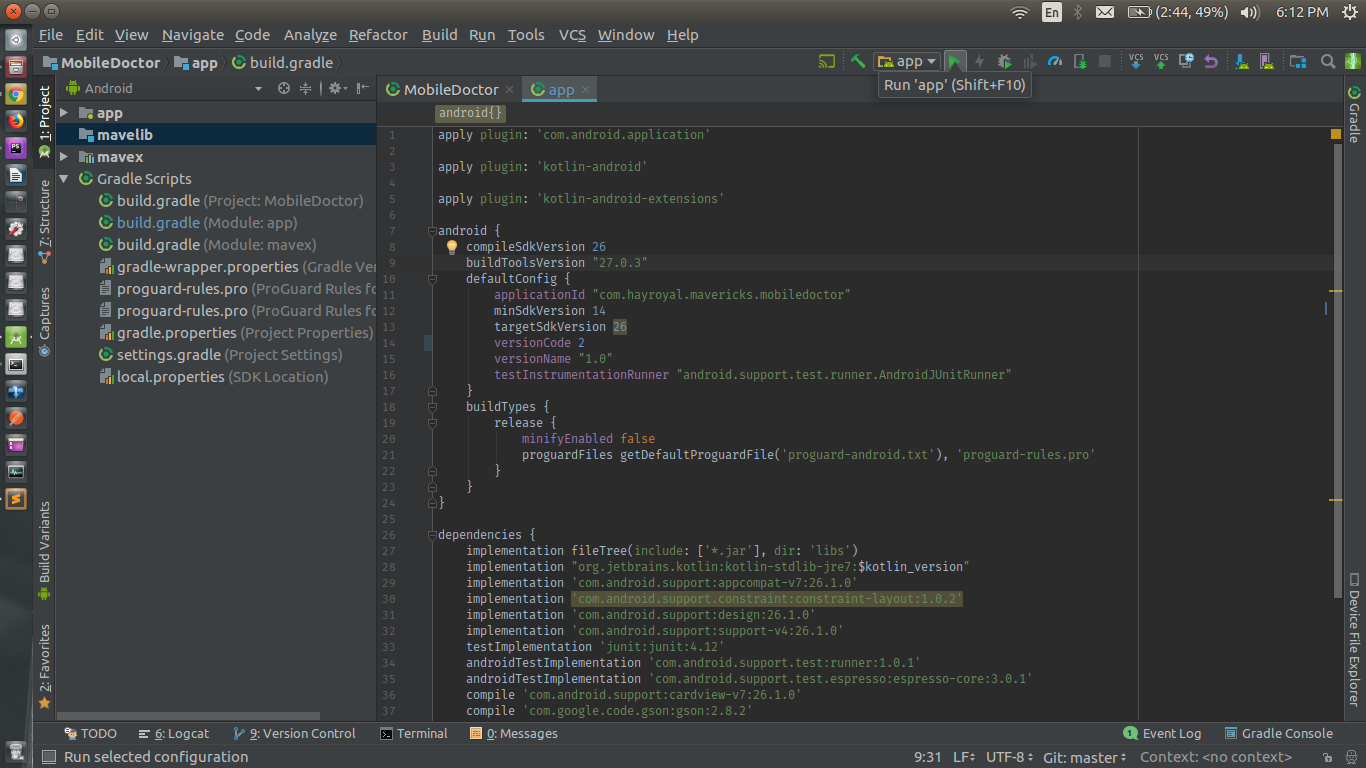 En (2:44, 49%) 6:12 PM
File Edit View Navigate Code Analyze Refactor Build Run Tools VCS Window Help
MobileDoctor app build.gradle app VCS VCS
Run 'app' (Shift+F10)
Android
MobileDoctor app
1: Project
7: Structure
Captures
Build Variants
2: Favorites
app
mavelib
mavex
Gradle Scripts
build.gradle (Project: MobileDoctor)
build.gradle (Module: app)
build.gradle (Module: mavex)
gradle-wrapper.properties (Gradle Ver
proguard-rules.pro (ProGuard Rules fo
proguard-rules.pro (ProGuard Rules fo
gradle.properties (Project Properties)
settings.gradle (Project Settings)
local.properties (SDK Location)
android{}
1 apply plugin: 'com.android.application'
2
3 apply plugin: 'kotlin-android'
4
5 apply plugin: 'kotlin-android-extensions'
6
7 android {
8 compileSdkVersion 26
9 buildToolsVersion "27.0.3"
10 defaultConfig {
11 applicationId "com.hayroyal.mavericks.mobiledoctor"
12 minSdkVersion 14
13 targetSdkVersion 26
14 versionCode 2
15 versionName "1.0"
16 testInstrumentationRunner "android.support.test.runner.AndroidJUnitRunner"
17 }
18 buildTypes {
19 release {
20 minifyEnabled false
21 proguardFiles getDefaultProguardFile('proguard-android.txt'), 'proguard-rules.pro'
22 }
23 }
24 }
25
26 dependencies {
27 implementation fileTree(include: ['*.jar'], dir: 'libs')
28 implementation "org.jetbrains.kotlin:kotlin-stdlib-jre7:$kotlin_version"
29 implementation 'com.android.support:appcompat-v7:26.1.0'
30 implementation 'com.android.support.constraint:constraint-layout:1.0.2'
31 implementation 'com.android.support:design:26.1.0'
32 implementation 'com.android.support:support-v4:26.1.0'
33 testImplementation 'junit:junit:4.12'
34 androidTestImplementation 'com.android.support.test:runner:1.0.1'
35 androidTestImplementation 'com.android.support.test.espresso:espresso-core:3.0.1'
36 compile 'com.android.support:cardview-v7:26.1.0'
37 compile 'com.google.code.gson:gson:2.8.2'
Gradle
Device File Explorer
TODO 6: Logcat 9: Version Control Terminal 0: Messages 1 Event Log Gradle Console
Run selected configuration 9:31 LF UTF-8 Git: master Context: <no context>